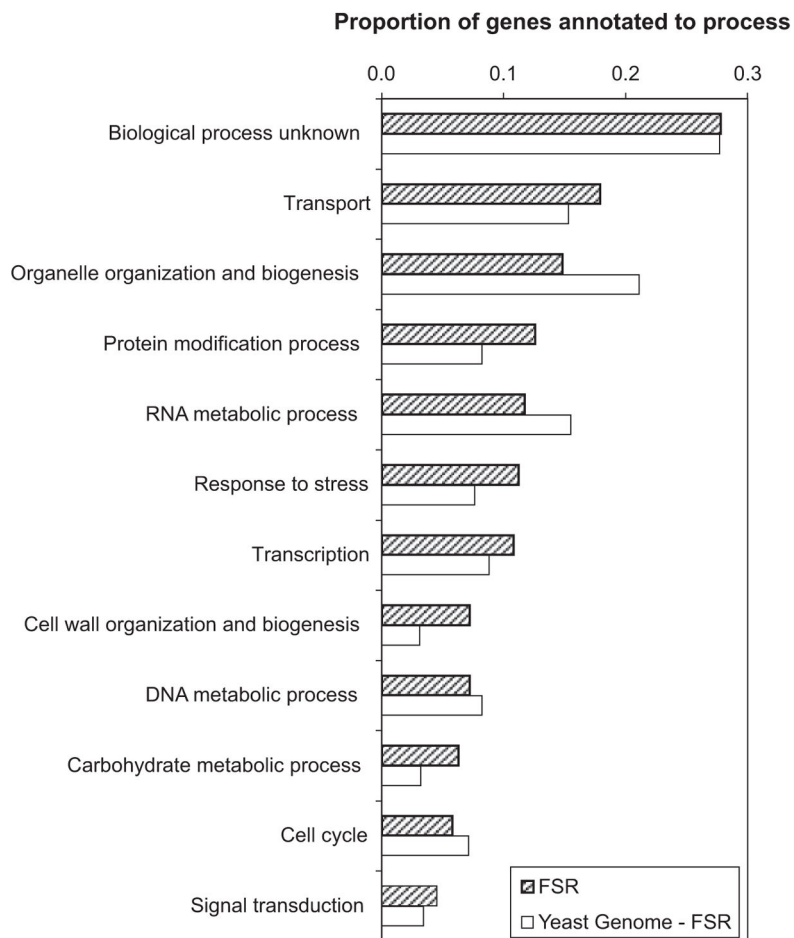 Proportion of genes annotated to process
0.0 0.1 0.2 0.3
Biological process unknown
Transport
Organelle organization and biogenesis
Protein modification process
RNA metabolic process
Response to stress
Transcription
Cell wall organization and biogenesis
DNA metabolic process
Carbohydrate metabolic process
Cell cycle
Signal transduction
FSR
Yeast Genome - FSR